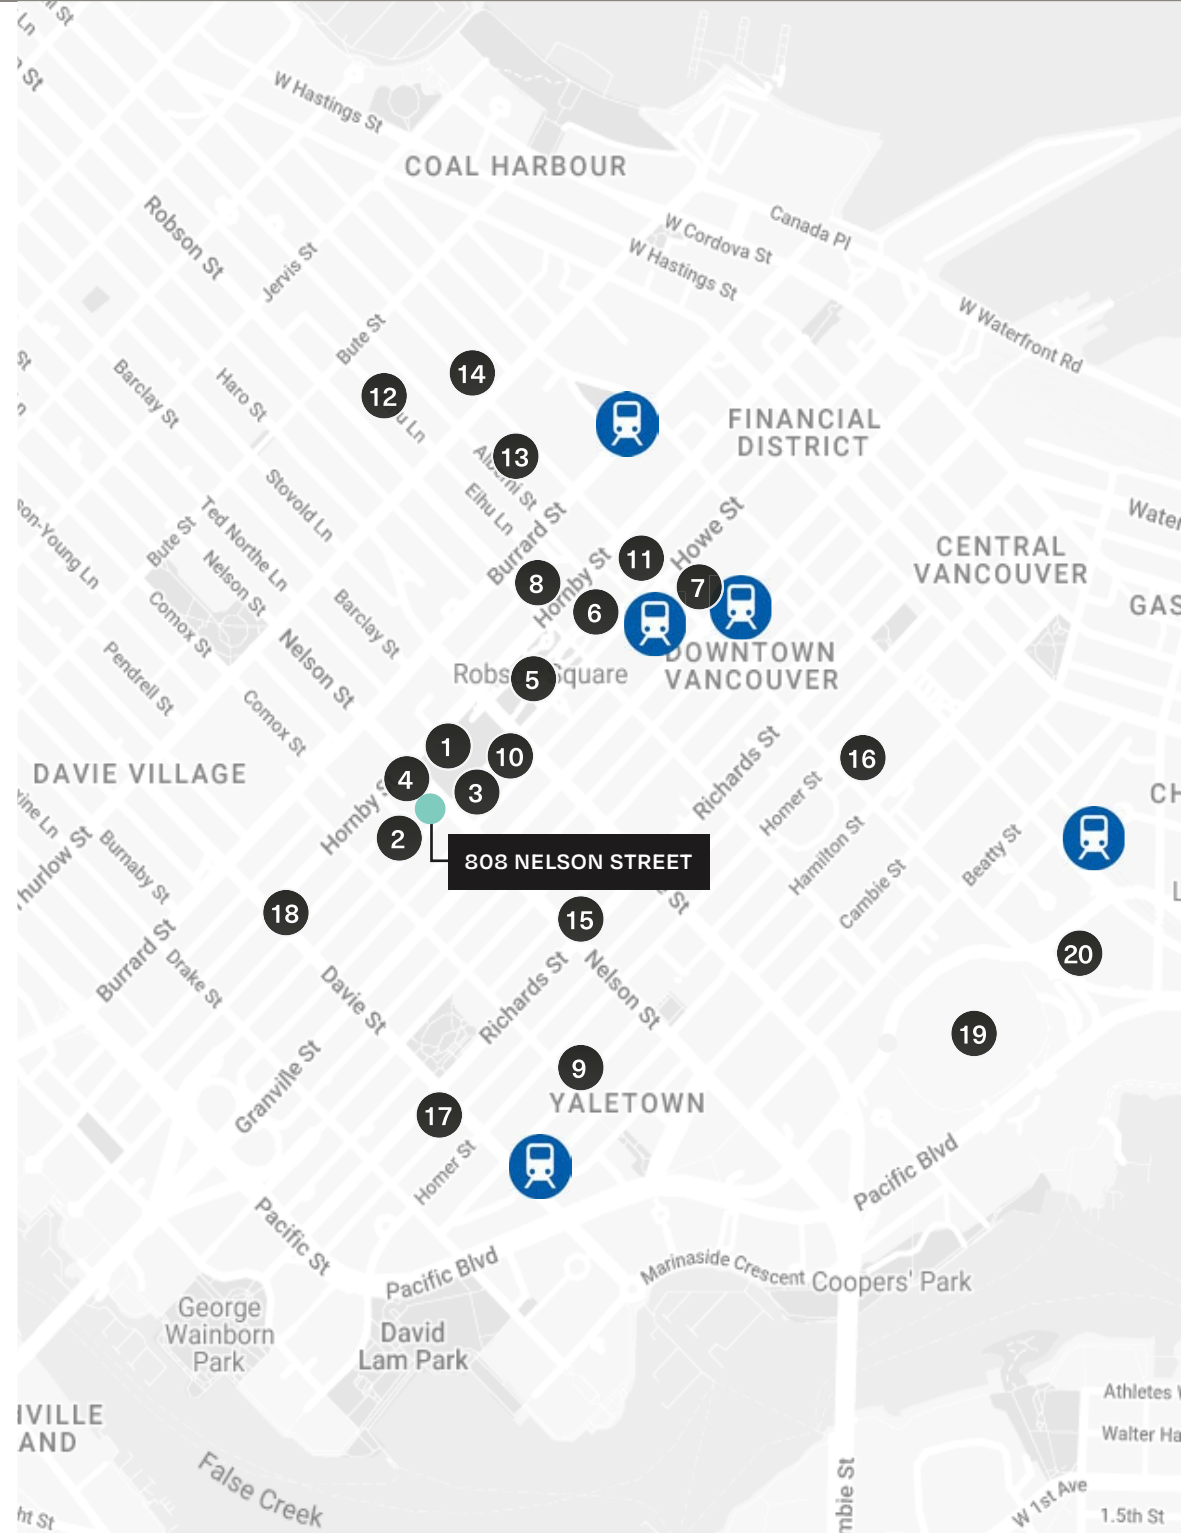 W Hastings St
COAL HARBOUR
Robson St
Jervis St
Canada Pl
W Cordova St
W Hastings St
W Waterfront Rd
Bute St
Barclay St
Haro St
14
12
FINANCIAL
DISTRICT
13
Alberni St
Elhu Ln
Stovold Ln
Burrard St
Howe St
Ted Northe Ln
Bute St
Nelson St
Comox St
Barclay St
11
7
8
Hornby St
6
CENTRAL
VANCOUVER
Pendrell St
Nelson St
Comox St
5
DOWNTOWN
VANCOUVER
1
10
4
3
2
16
DAVIE VILLAGE
Hornby
808 NELSON STREET
Richards St
Homer St
Hamilton St
Cambie St
Beatty St
Burnaby St
18
15
20
Burrard St
Drake St
Davie St
Richards St
Nelson St
19
Granville St
9
YALETOWN
17
Homer St
Pacific Blvd
Pacific St
Pacific Blvd
Marinaside Crescent
Coopers' Park
George
Wainborn
Park
David
Lam Park
False Creek
W 1st Ave
1.5th St